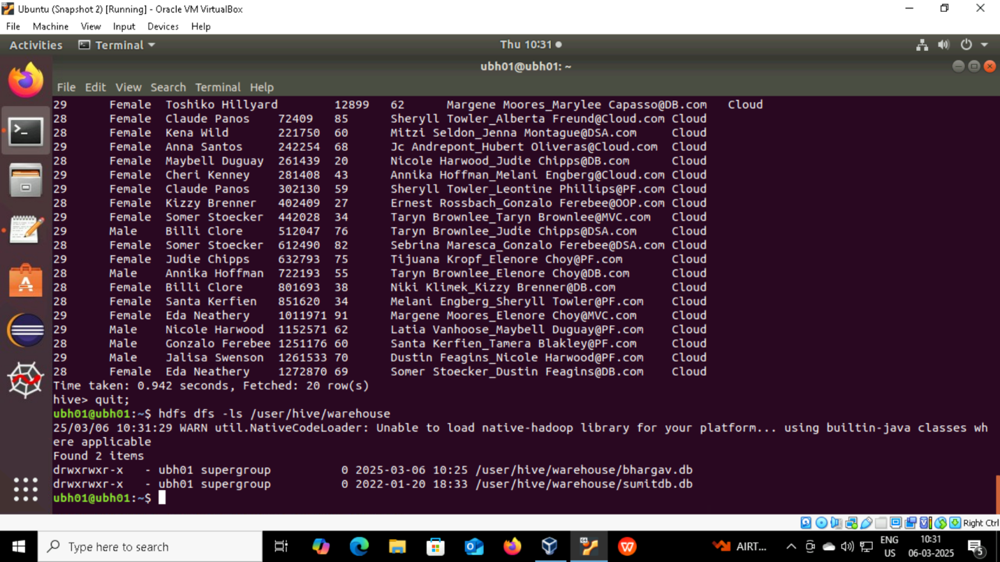 Ubuntu (Snapshot 2) [Running] - Oracle VM VirtualBox
File Machine View Input Devices Help
Activities Terminal Thu 10:31
ubh01@ubh01: ~
File Edit View Search Terminal Help
29 Female Toshiko Hillyard 12899 62 Margene Moores_Marylee Capasso@DB.com Cloud
28 Female Claude Panos 72409 85 Sheryll Towler_Alberta Freund@Cloud.com Cloud
28 Female Kena Wild 221750 60 Mitzi Seldon_Jenna Montague@DSA.com Cloud
29 Female Anna Santos 242254 68 Jc Andrepont_Hubert Oliveras@Cloud.com Cloud
28 Female Maybell Duguay 261439 20 Nicole Harwood_Judie Chipps@DB.com Cloud
29 Female Cheri Kenney 281408 43 Annika Hoffman_Melani Engberg@Cloud.com Cloud
29 Female Claude Panos 302130 59 Sheryll Towler_Leontine Phillips@PF.com Cloud
28 Female Kizzy Brenner 402409 27 Ernest Rossbach_Gonzalo Ferebee@OOP.com Cloud
29 Female Somer Stoecker 442028 34 Taryn Brownlee_Taryn Brownlee@MVC.com Cloud
29 Male Billi Clore 512047 76 Taryn Brownlee_Judie Chipps@DSA.com Cloud
28 Female Somer Stoecker 612490 82 Sebrina Maresca_Gonzalo Ferebee@DSA.com Cloud
29 Female Judie Chipps 632793 75 Tijuana Kropf_Elenore Choy@PF.com Cloud
28 Male Annika Hoffman 722193 55 Taryn Brownlee_Elenore Choy@DB.com Cloud
28 Female Billi Clore 801693 38 Niki Klimek_Kizzy Brenner@DB.com Cloud
28 Female Santa Kerfien 851620 34 Melani Engberg_Sheryll Towler@PF.com Cloud
29 Female Eda Neathery 1011971 91 Margene Moores_Elenore Choy@MVC.com Cloud
29 Male Nicole Harwood 1152571 62 Latia Vanhoose_Maybell Duguay@PF.com Cloud
28 Male Gonzalo Ferebee 1251176 60 Santa Kerfien_Tamera Blakley@PF.com Cloud
29 Male Jalisa Swenson 1261533 70 Dustin Feagins_Nicole Harwood@PF.com Cloud
28 Female Eda Neathery 1272870 69 Somer Stoecker_Dustin Feagins@DB.com Cloud
Time taken: 0.942 seconds, Fetched: 20 row(s)
hive> quit;
ubh01@ubh01:~$ hdfs dfs -ls /user/hive/warehouse
25/03/06 10:31:29 WARN util.NativeCodeLoader: Unable to load native-hadoop library for your platform... using builtin-java classes wh
ere applicable
Found 2 items
drwxrwxr-x - ubh01 supergroup 0 2025-03-06 10:25 /user/hive/warehouse/bhargav.db
drwxrwxr-x - ubh01 supergroup 0 2022-01-20 18:33 /user/hive/warehouse/sumitdb.db
ubh01@ubh01:~$
Right Ctrl
Type here to search AIRT... ENG 10:31
US 06-03-2025 5